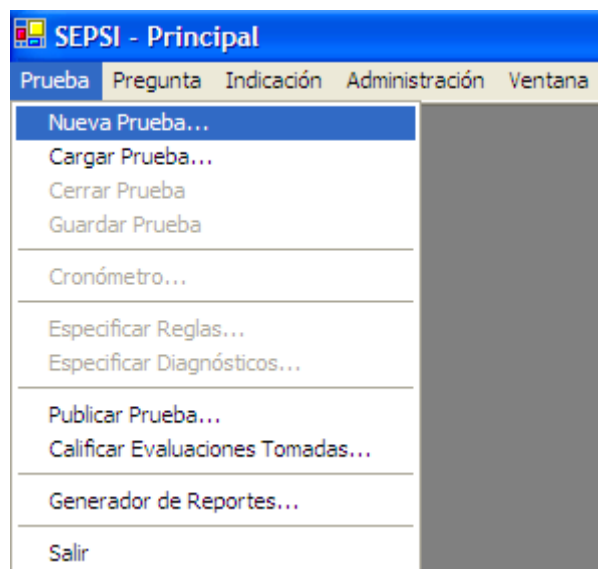 SEPSI - Principal
Prueba Pregunta Indicación Administración Ventana
Nueva Prueba...
Cargar Prueba...
Cerrar Prueba
Guardar Prueba
Cronómetro...
Especificar Reglas...
Especificar Diagnósticos...
Publicar Prueba...
Calificar Evaluaciones Tomadas...
Generador de Reportes...
Salir